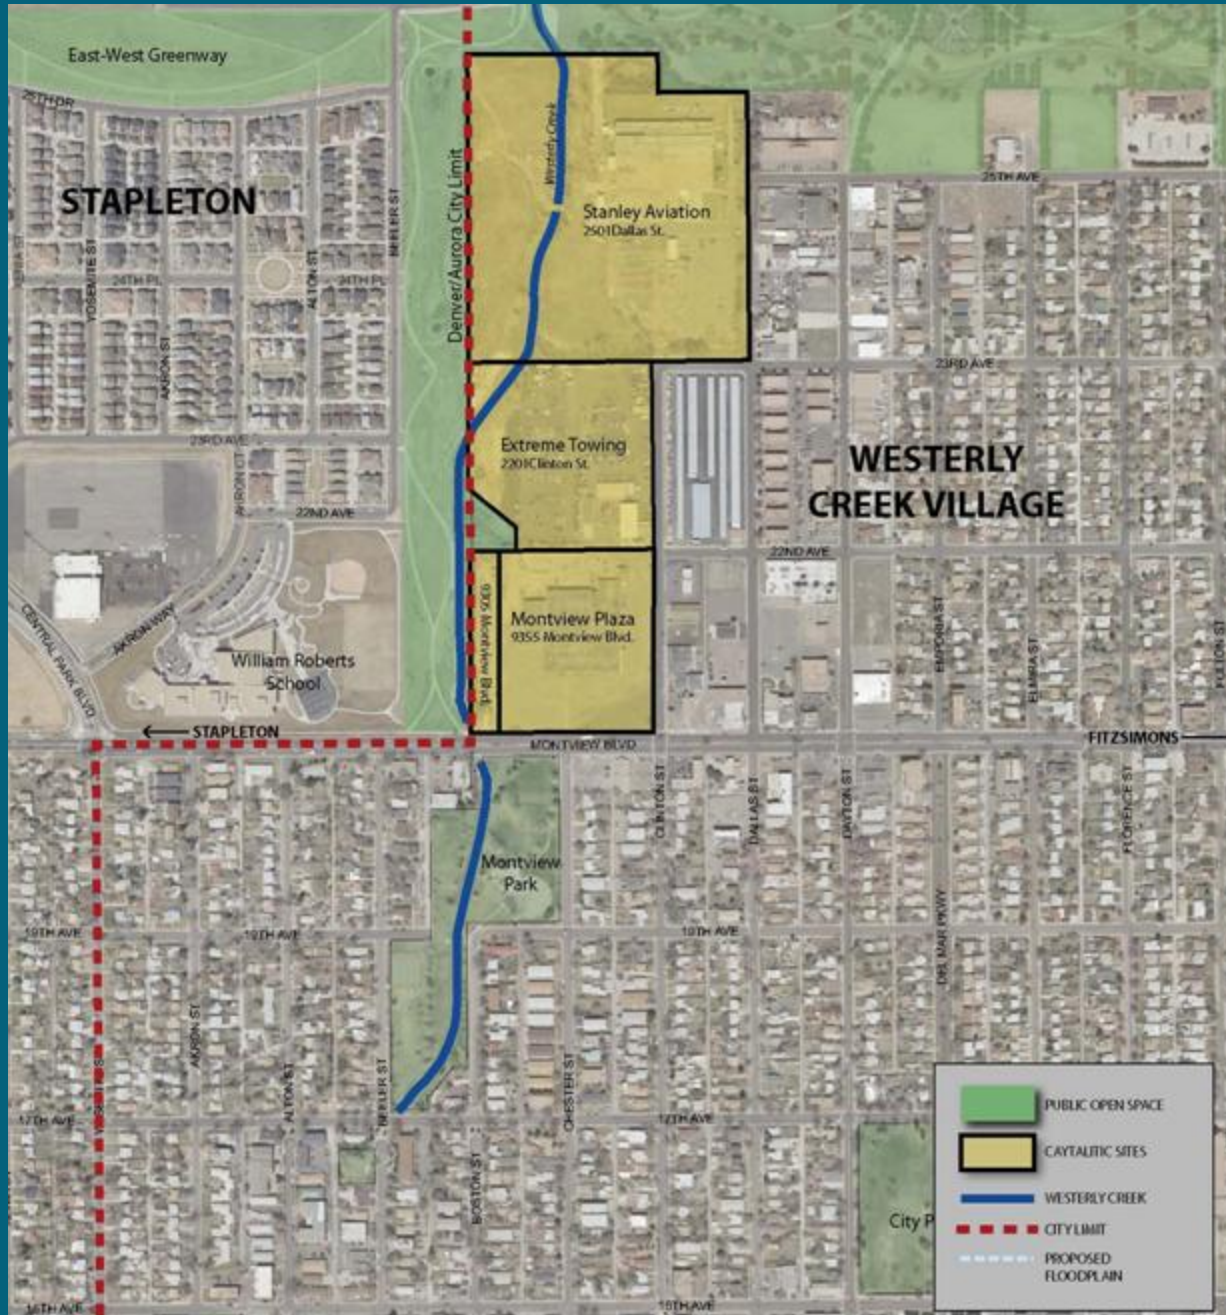 East-West Greenway
25TH DR
STAPLETON
YOSEMITE ST
24TH PL
AKRON ST
ALTON ST
24TH PL
BEELER ST
Denver/Aurora City Limit
Westerly Creek
Stanley Aviation
2501Dallas St.
25TH AVE
23RD AVE
23RD AVE
Extreme Towing
2201Clinton St.
WESTERLY
CREEK VILLAGE
AKRON CT
22ND AVE
22ND AVE
CENTRAL PARK BLVD
AKRON WAY
William Roberts
School
9305 Montview Blvd.
Montview Plaza
9355 Montview Blvd.
EMPORIA ST
ELMIRA ST
FULTON ST
STAPLETON
MONTVIEW BLVD
FITZSIMONS
CLINTON ST
DALLAS ST
DAYTON ST
FLORENCE ST
Montview
Park
19TH AVE
19TH AVE
19TH AVE
DEL MAR PKWY
AKRON ST
ALTON ST
BEELER ST
CHESTER ST
17TH AVE
17TH AVE
BOSTON ST
City P
16TH AVE
16TH AVE
PUBLIC OPEN SPACE
CAYTALITIC SITES
WESTERLY CREEK
CITY LIMIT
PROPOSED
FLOODPLAIN